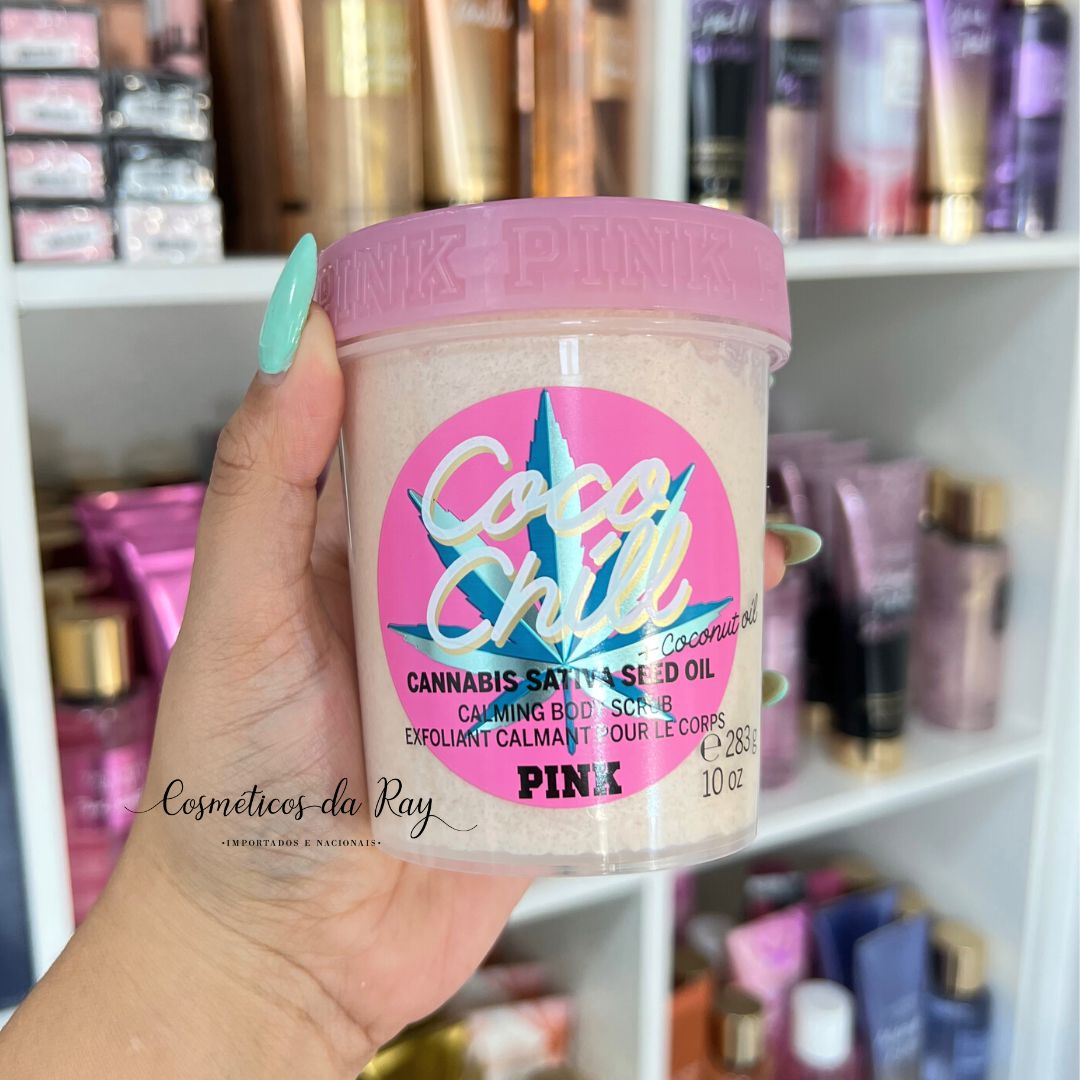 PINK PINK P
Coco
Chill
+ Coconut oil
CANNABIS SATIVA SEED OIL
CALMING BODY SCRUB
EXFOLIANT CALMANT POUR LE CORPS
℮ 283g
10 oz
PINK
Cosméticos da Ray
•IMPORTADOS E NACIONAIS•